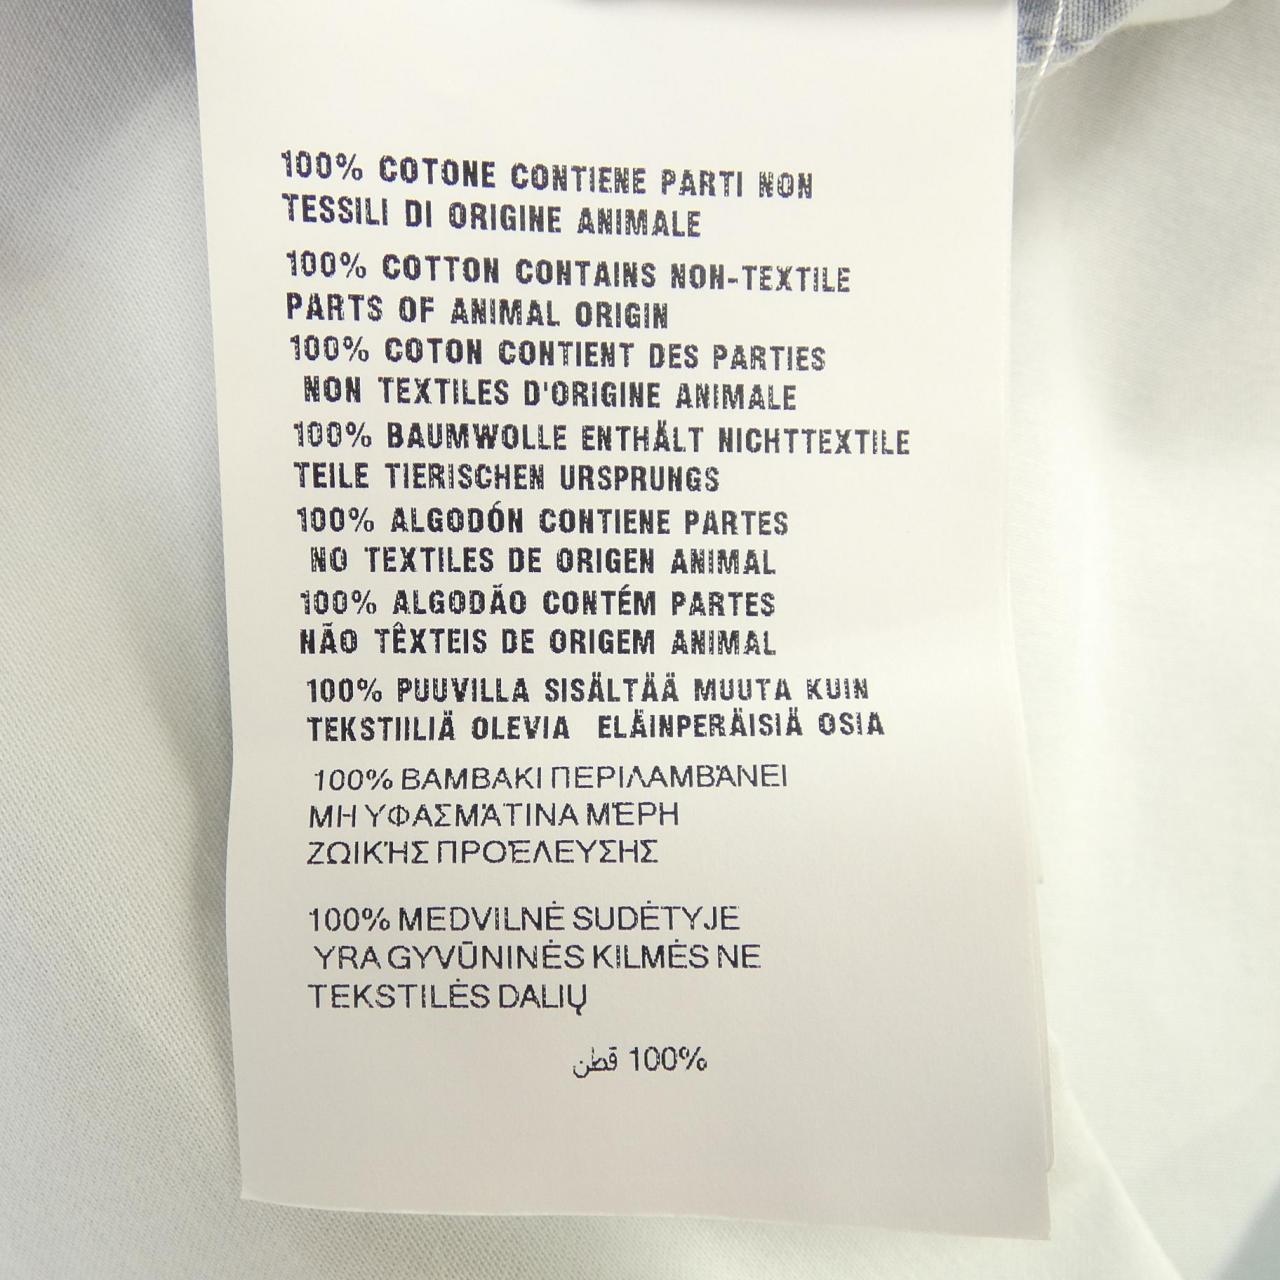 100% COTONE CONTIENE PARTI NON
TESSILI DI ORIGINE ANIMALE
100% COTTON CONTAINS NON-TEXTILE
PARTS OF ANIMAL ORIGIN
100% COTON CONTIENT DES PARTIES
NON TEXTILES D'ORIGINE ANIMALE
100% BAUMWOLLE ENTHÄLT NICHTTEXTILE
TEILE TIERISCHEN URSPRUNGS
100% ALGODÓN CONTIENE PARTES
NO TEXTILES DE ORIGEN ANIMAL
100% ALGODÃO CONTÉM PARTES
NÃO TÊXTEIS DE ORIGEM ANIMAL
100% PUUVILLA SISÄLTÄÄ MUUTA KUIN
TEKSTIILIÄ OLEVIA ELÄINPERÄISIÄ OSIA
100% ΒΑΜΒΑΚΙ ΠΕΡΙΛΑΜΒΆΝΕΙ
ΜΗ ΥΦΑΣΜΆΤΙΝΑ ΜΈΡΗ
ΖΩΙΚΉΣ ΠΡΟΈΛΕΥΣΗΣ
100% MEDVILNĖ SUDĖTYJE
YRA GYVŪNINĖS KILMĖS NE
TEKSTILĖS DALIŲ
100% قطن